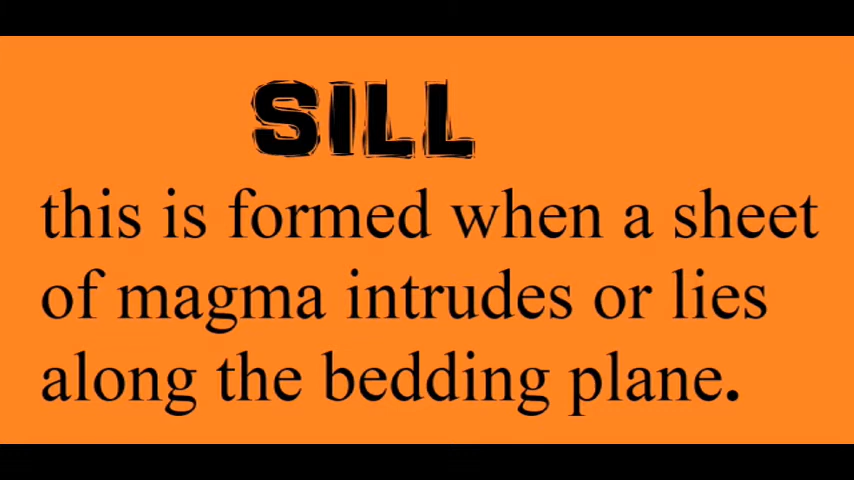 SILL
this is formed when a sheet
of magma intrudes or lies
along the bedding plane.